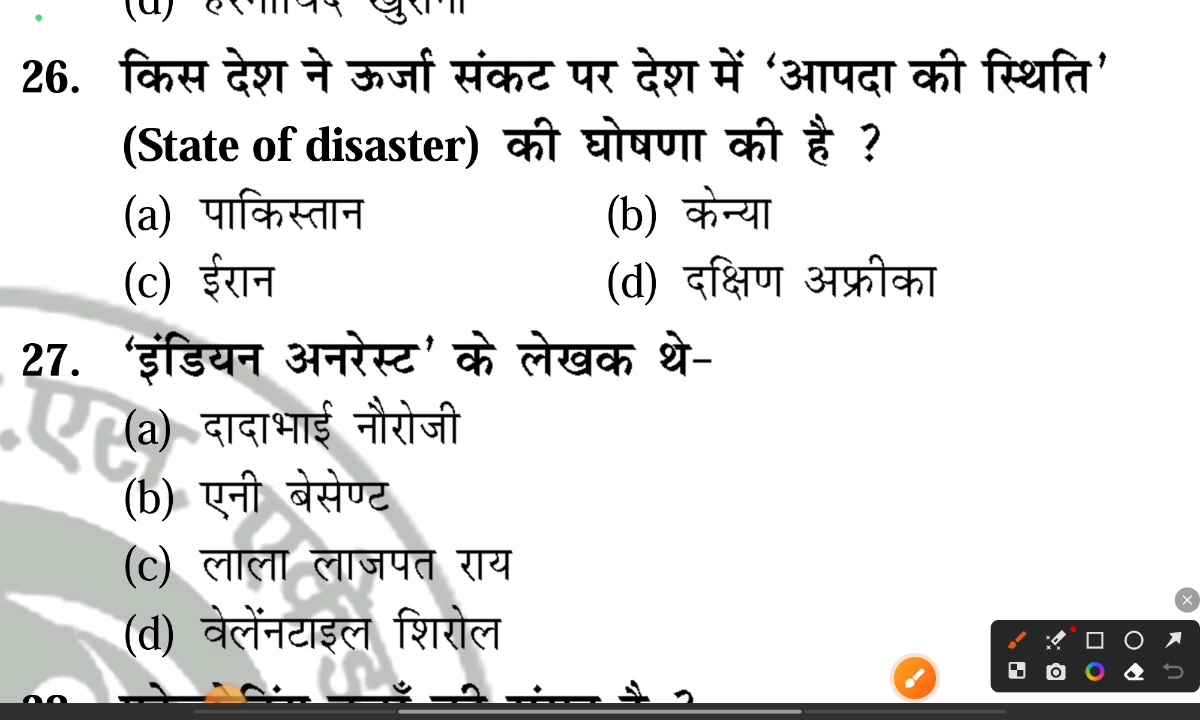 (d) हरगोविंद खुराना
26. किस देश ने ऊर्जा संकट पर देश में ‘आपदा की स्थिति’
(State of disaster) की घोषणा की है ?
(a) पाकिस्तान (b) केन्या
(c) ईरान (d) दक्षिण अफ्रीका
27. ‘इंडियन अनरेस्ट’ के लेखक थे–
(a) दादाभाई नौरोजी
(b) एनी बेसेण्ट
(c) लाला लाजपत राय
(d) वेलेंनटाइल शिरोल